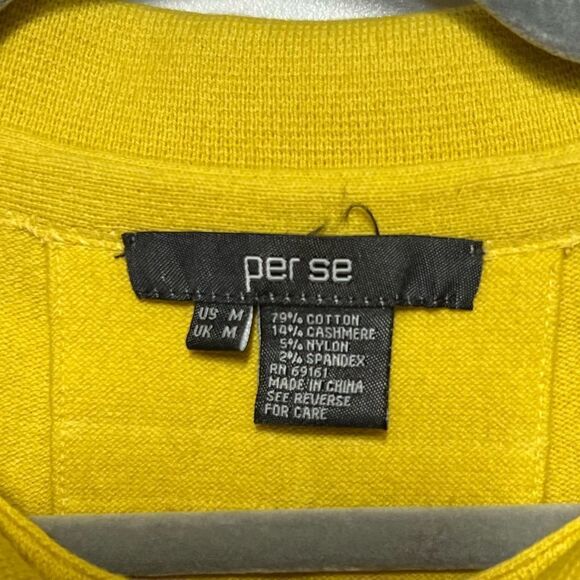 per se
US M
UK M
79% COTTON
14% CASHMERE
5% NYLON
2% SPANDEX
RN 69161
MADE IN CHINA
SEE REVERSE
FOR CARE